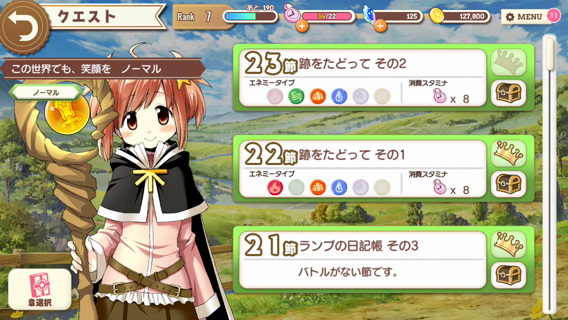 クエスト
Rank 7
あと 190
34/22
125
127,800
MENU
11
この世界でも、笑顔を ノーマル
ノーマル
23節 跡をたどって その2
エネミータイプ
消費スタミナ
x 8
22節 跡をたどって その1
エネミータイプ
消費スタミナ
x 8
21節 ランプの日記帳 その3
バトルがない節です。
章選択